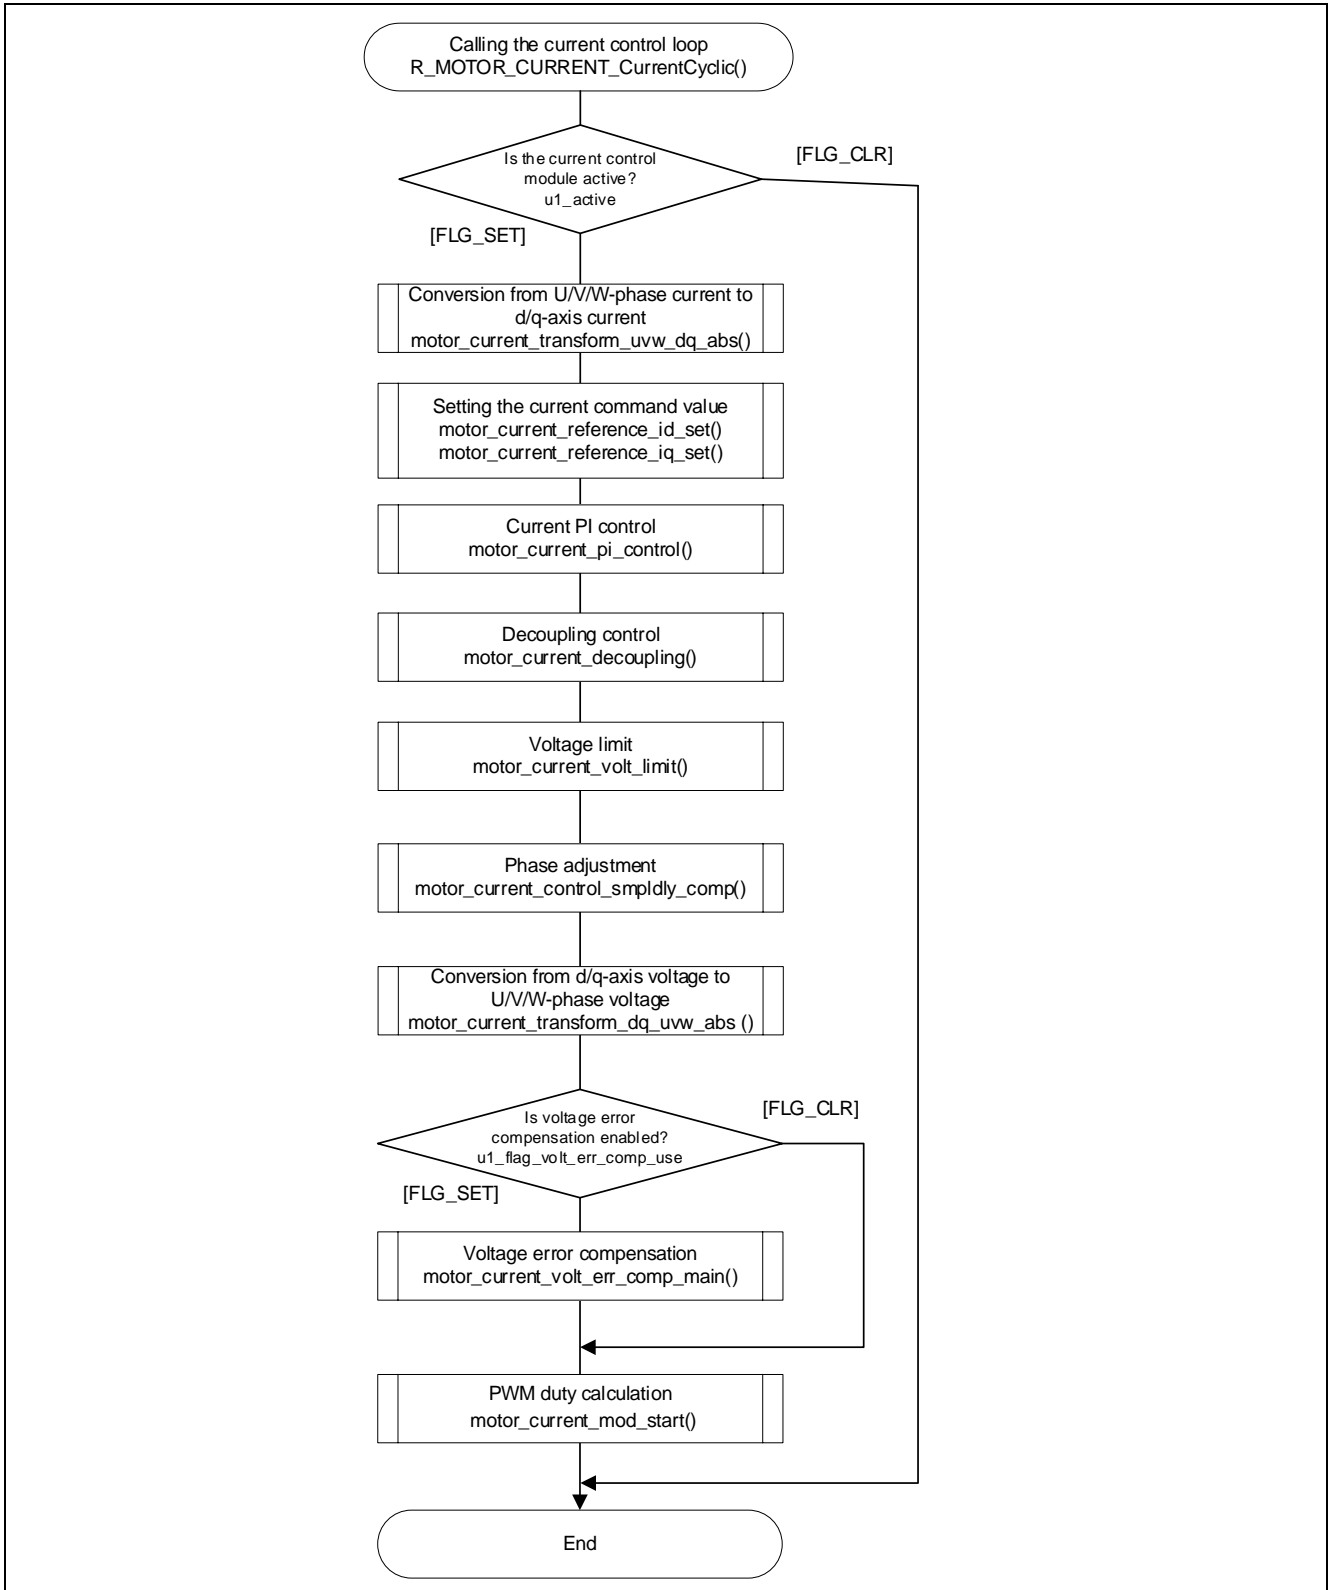 Calling the current control loop
R_MOTOR_CURRENT_CurrentCyclic()
Is the current control
module active?
u1_active
[FLG_CLR]
[FLG_SET]
Conversion from U/V/W-phase current to
d/q-axis current
motor_current_transform_uvw_dq_abs()
Setting the current command value
motor_current_reference_id_set()
motor_current_reference_iq_set()
Current PI control
motor_current_pi_control()
Decoupling control
motor_current_decoupling()
Voltage limit
motor_current_volt_limit()
Phase adjustment
motor_current_control_smpldly_comp()
Conversion from d/q-axis voltage to
U/V/W-phase voltage
motor_current_transform_dq_uvw_abs ()
Is voltage error
compensation enabled?
u1_flag_volt_err_comp_use
[FLG_CLR]
[FLG_SET]
Voltage error compensation
motor_current_volt_err_comp_main()
PWM duty calculation
motor_current_mod_start()
End